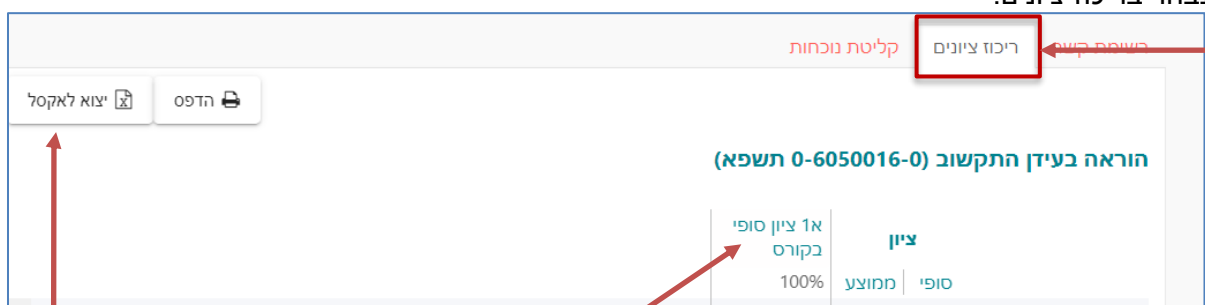 ריכוז ציונים קליטת נוכחות
הדפס יצוא לאקסל
הוראה בעידן התקשוב (0-6050016-0 תשפא)
ציון א1 ציון סופי
בקורס
סופי ממוצע 100%